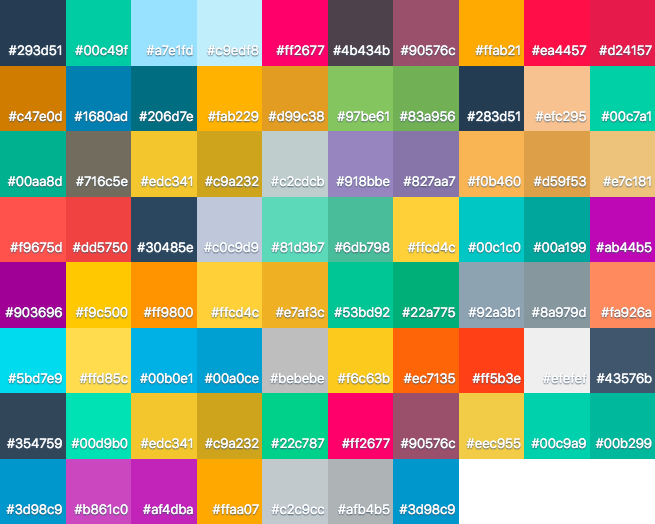 #293d51 #00c49f #a7e1fd #c9edf8 #ff2677 #4b434b #90576c #ffab21 #ea4457 #d24157
#c47e0d #1680ad #206d7e #fab229 #d99c38 #97be61 #83a956 #283d51 #efc295 #00c7a1
#00aa8d #716c5e #edc341 #c9a232 #c2cdcb #918bbe #827aa7 #f0b460 #d59f53 #e7c181
#f9675d #dd5750 #30485e #c0c9d9 #81d3b7 #6db798 #ffcd4c #00c1c0 #00a199 #ab44b5
#903696 #f9c500 #ff9800 #ffcd4c #e7af3c #53bd92 #22a775 #92a3b1 #8a979d #fa926a
#5bd7e9 #ffd85c #00b0e1 #00a0ce #bebebe #f6c63b #ec7135 #ff5b3e #efefef #43576b
#354759 #00d9b0 #edc341 #c9a232 #22c787 #ff2677 #90576c #eec955 #00c9a9 #00b299
#3d98c9 #b861c0 #af4dba #ffaa07 #c2c9cc #afb4b5 #3d98c9